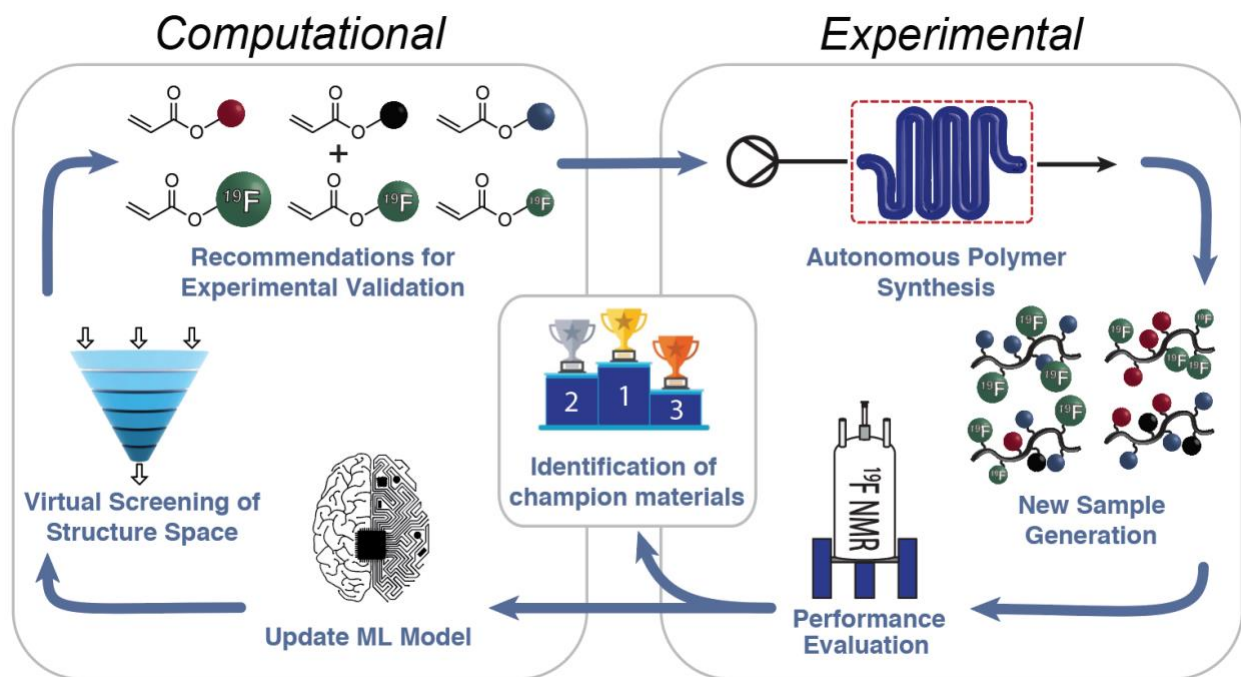 Computational
Experimental
O
O
O
O
O
O
+
¹⁹F
¹⁹F
¹⁹F
O
O
O
O
O
O
Recommendations for
Experimental Validation
Autonomous Polymer
Synthesis
¹⁹F
¹⁹F
¹⁹F
¹⁹F
¹⁹F
¹⁹F
¹⁹F
¹⁹F
¹⁹F
¹⁹F
New Sample
Generation
¹⁹F NMR
Performance
Evaluation
2
1
3
Identification of
champion materials
Update ML Model
Virtual Screening of
Structure Space